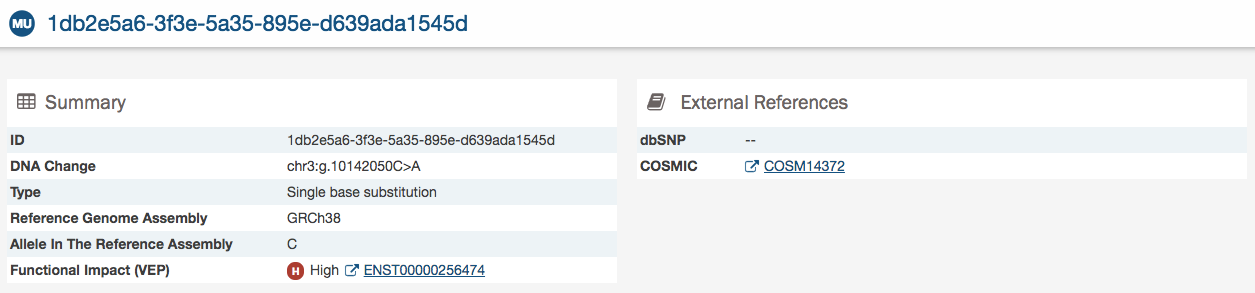 MU 1db2e5a6-3f3e-5a35-895e-d639ada1545d
Summary
ID 1db2e5a6-3f3e-5a35-895e-d639ada1545d
DNA Change chr3:g.10142050C>A
Type Single base substitution
Reference Genome Assembly GRCh38
Allele In The Reference Assembly C
Functional Impact (VEP) H High ENST00000256474
External References
dbSNP --
COSMIC COSM14372